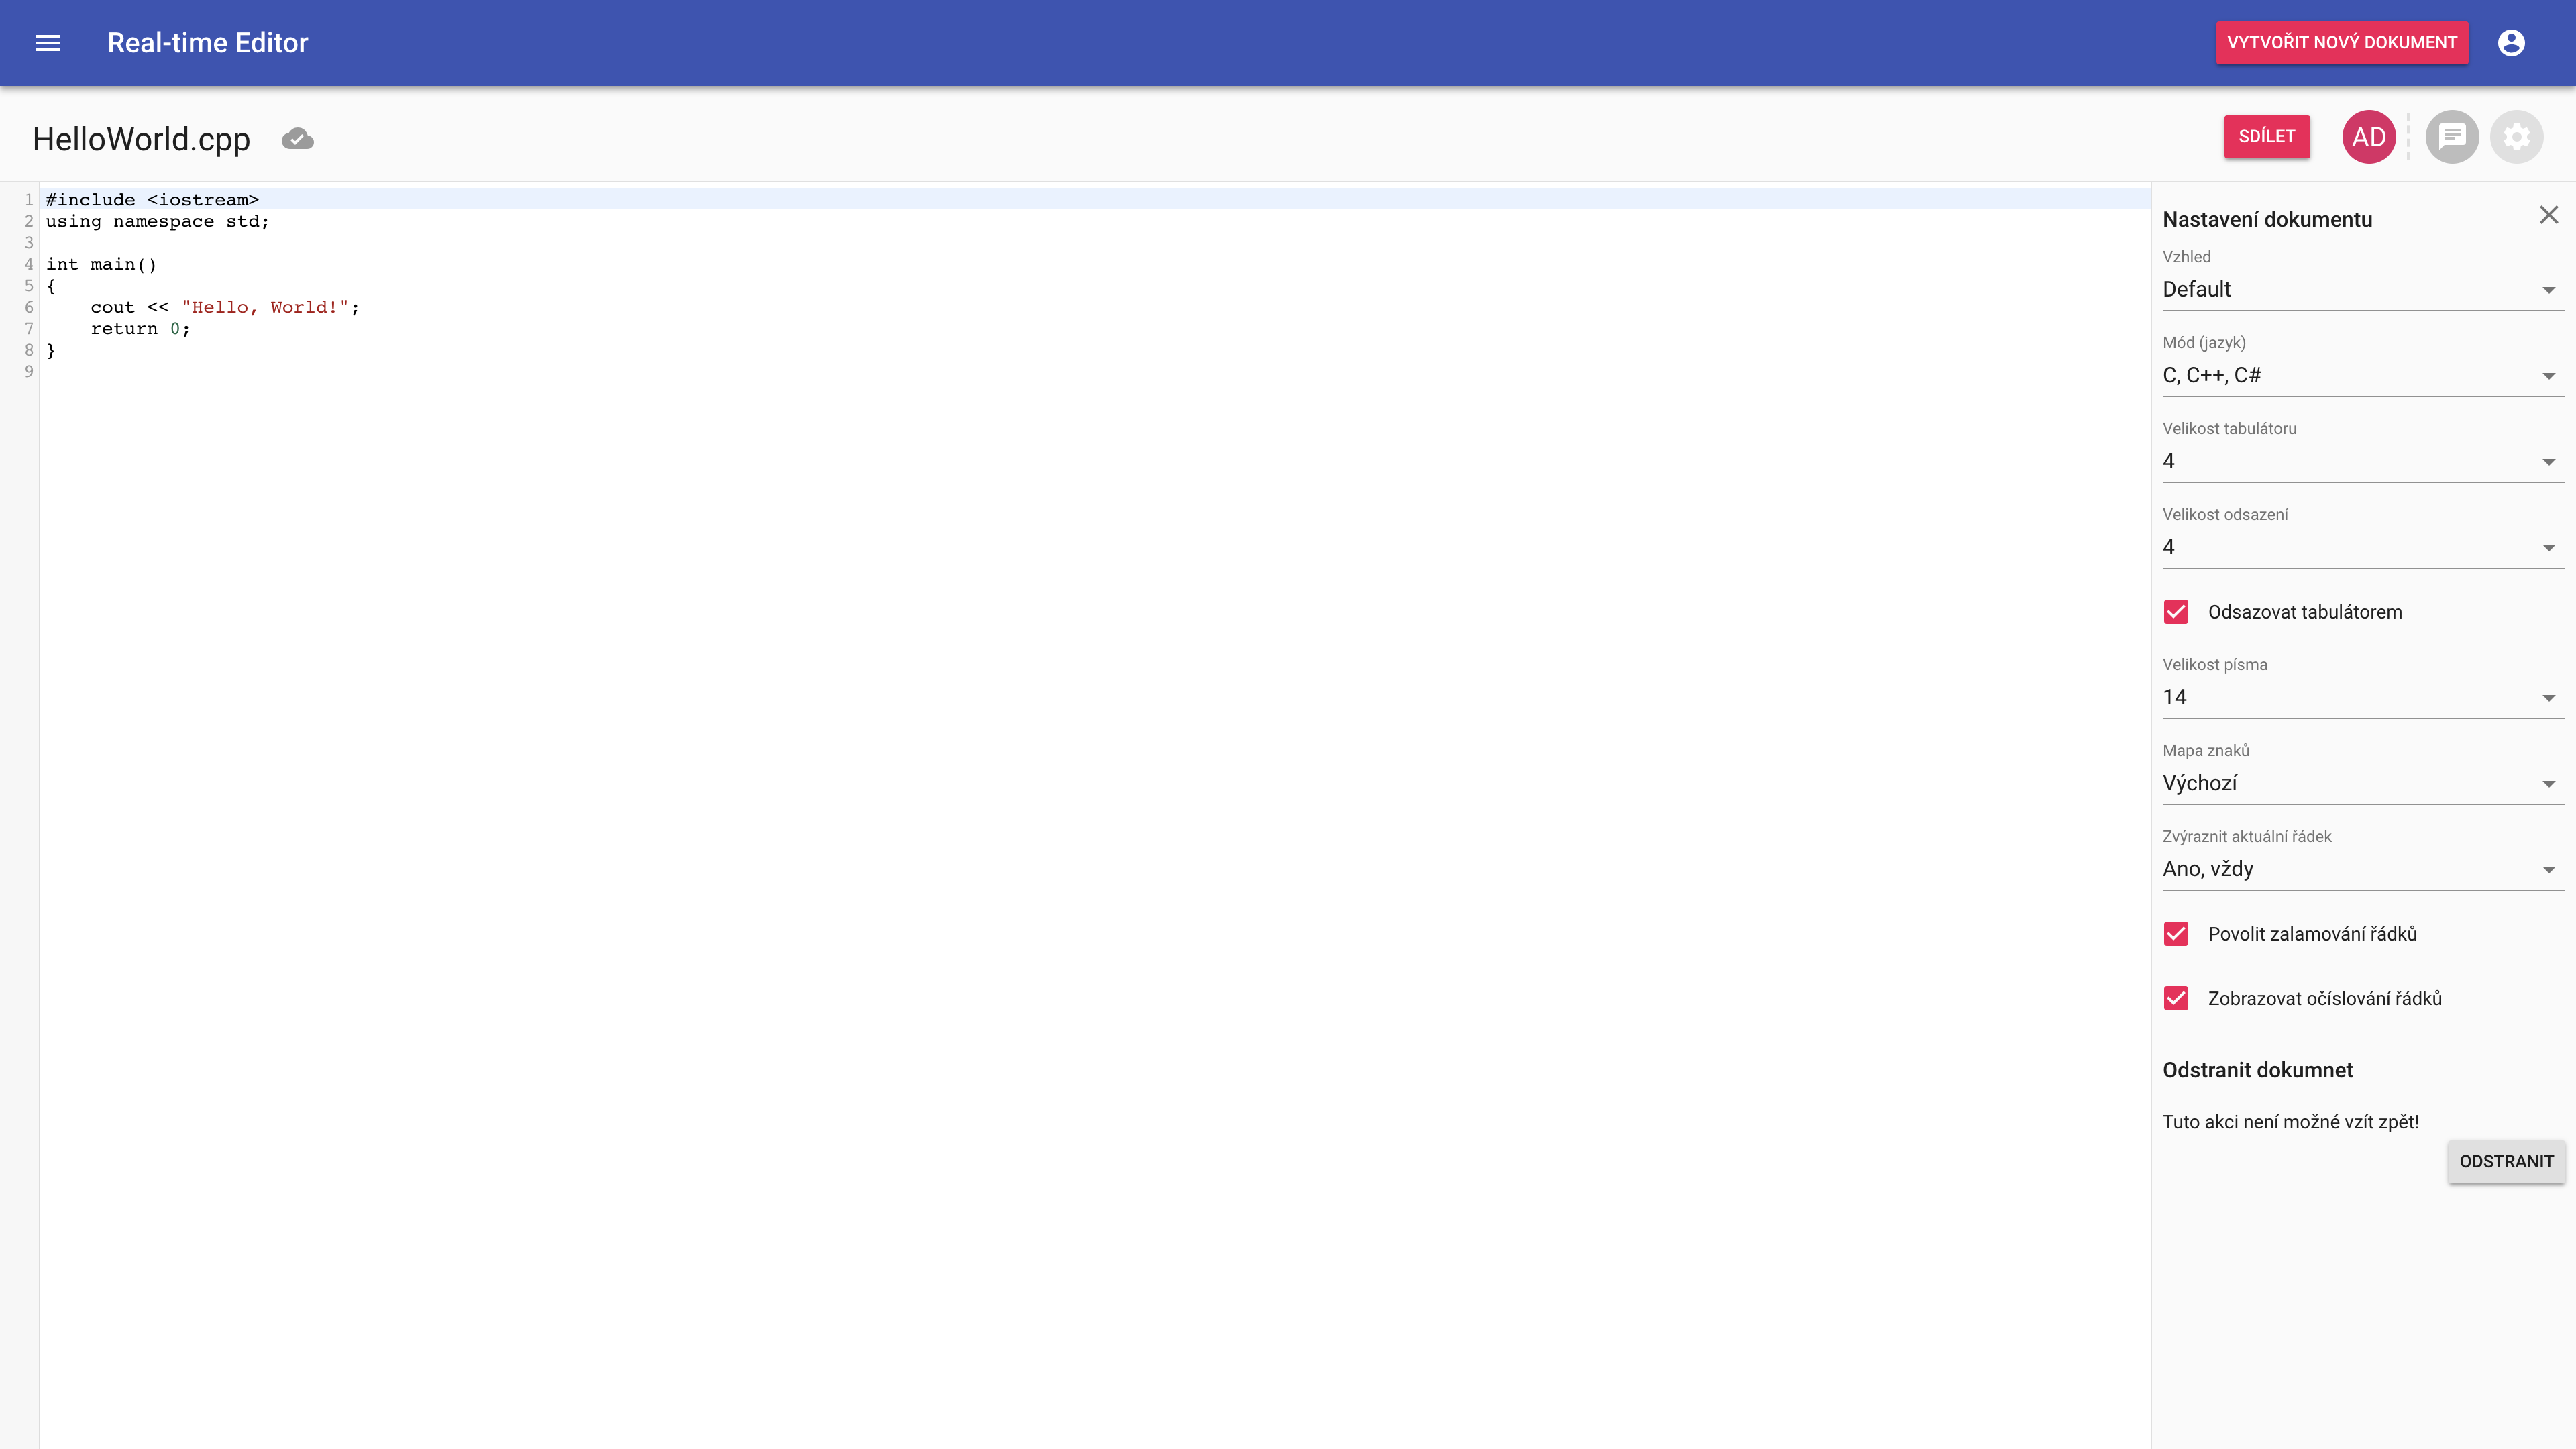 Real-time Editor
VYTVOŘIT NOVÝ DOKUMENT
HelloWorld.cpp
SDÍLET
AD
1 #include <iostream>
2 using namespace std;
3
4 int main()
5 {
6     cout << "Hello, World!";
7     return 0;
8 }
9
Nastavení dokumentu
Vzhled
Default
Mód (jazyk)
C, C++, C#
Velikost tabulátoru
4
Velikost odsazení
4
Odsazovat tabulátorem
Velikost písma
14
Mapa znaků
Výchozí
Zvýraznit aktuální řádek
Ano, vždy
Povolit zalamování řádků
Zobrazovat očíslování řádků
Odstranit dokumnet
Tuto akci není možné vzít zpět!
ODSTRANIT